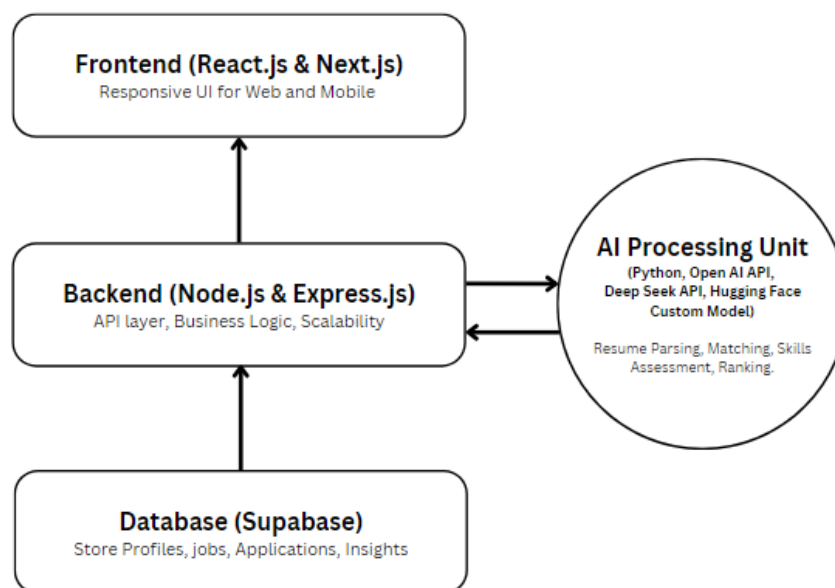 Frontend (React.js & Next.js)
Responsive UI for Web and Mobile
AI Processing Unit
(Python, Open AI API,
Deep Seek API, Hugging Face
Custom Model)
Resume Parsing, Matching, Skills
Assessment, Ranking.
Backend (Node.js & Express.js)
API layer, Business Logic, Scalability
Database (Supabase)
Store Profiles, jobs, Applications, Insights